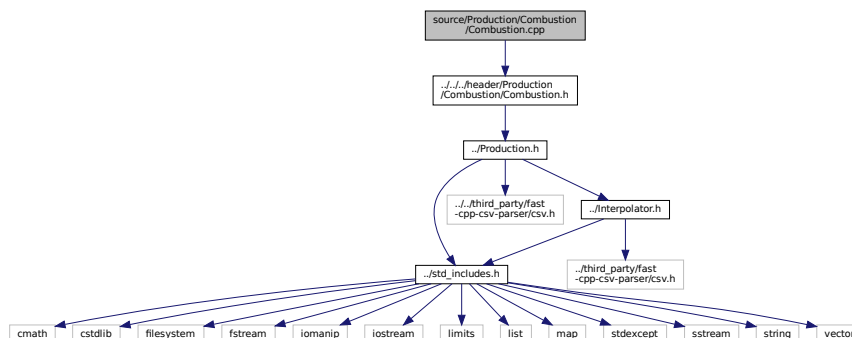 source/Production/Combustion
/Combustion.cpp
../../../header/Production
/Combustion/Combustion.h
../Production.h
../../third_party/fast
-cpp-csv-parser/csv.h
../Interpolator.h
../std_includes.h
../third_party/fast
-cpp-csv-parser/csv.h
cmath
cstdlib
filesystem
fstream
iomanip
iostream
limits
list
map
stdexcept
sstream
string
vector